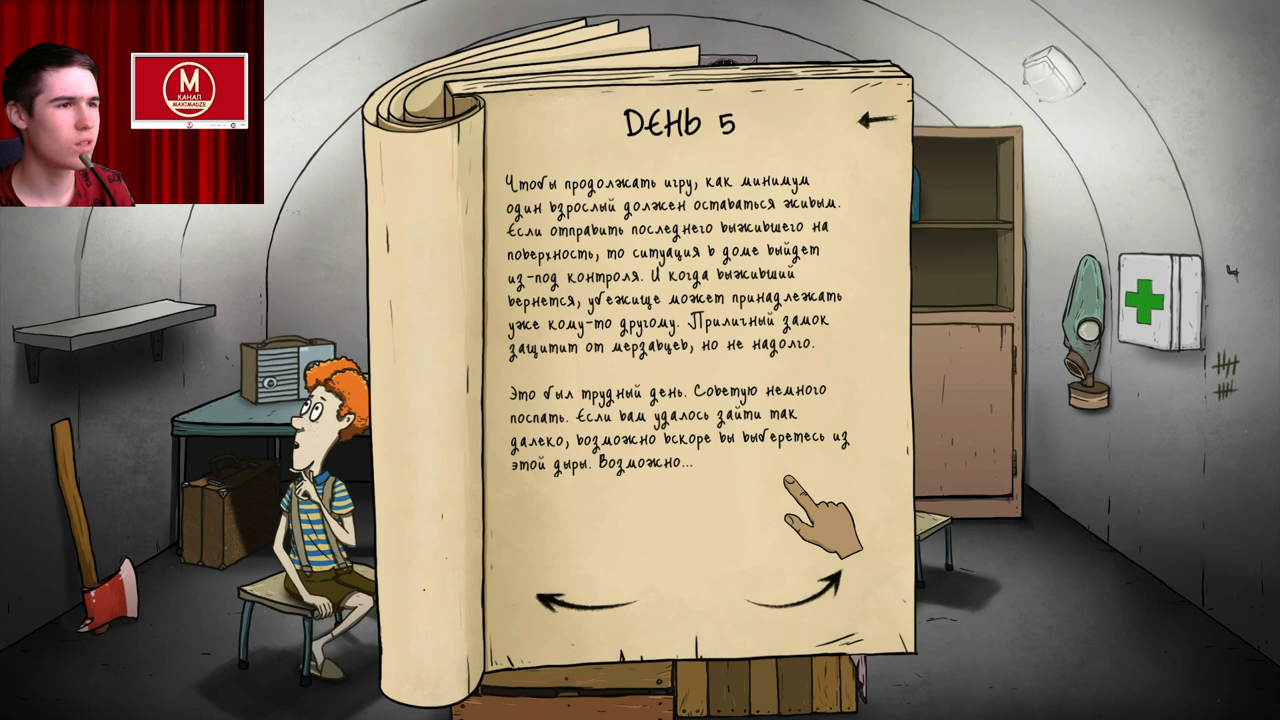 М
КАНАЛ
MAXIMADZE
ДЕНЬ 5
Чтобы продолжать игру, как минимум
один взрослый должен оставаться живым.
Если отправить последнего выжившего на
поверхность, то ситуация в доме выйдет
из-под контроля. И когда выживший
вернется, убежище может принадлежать
уже кому-то другому. Приличный замок
защитит от мерзавцев, но не надолго.
Это был трудный день. Советую немного
поспать. Если вам удалось зайти так
далеко, возможно вскоре вы выберетесь из
этой дыры. Возможно...